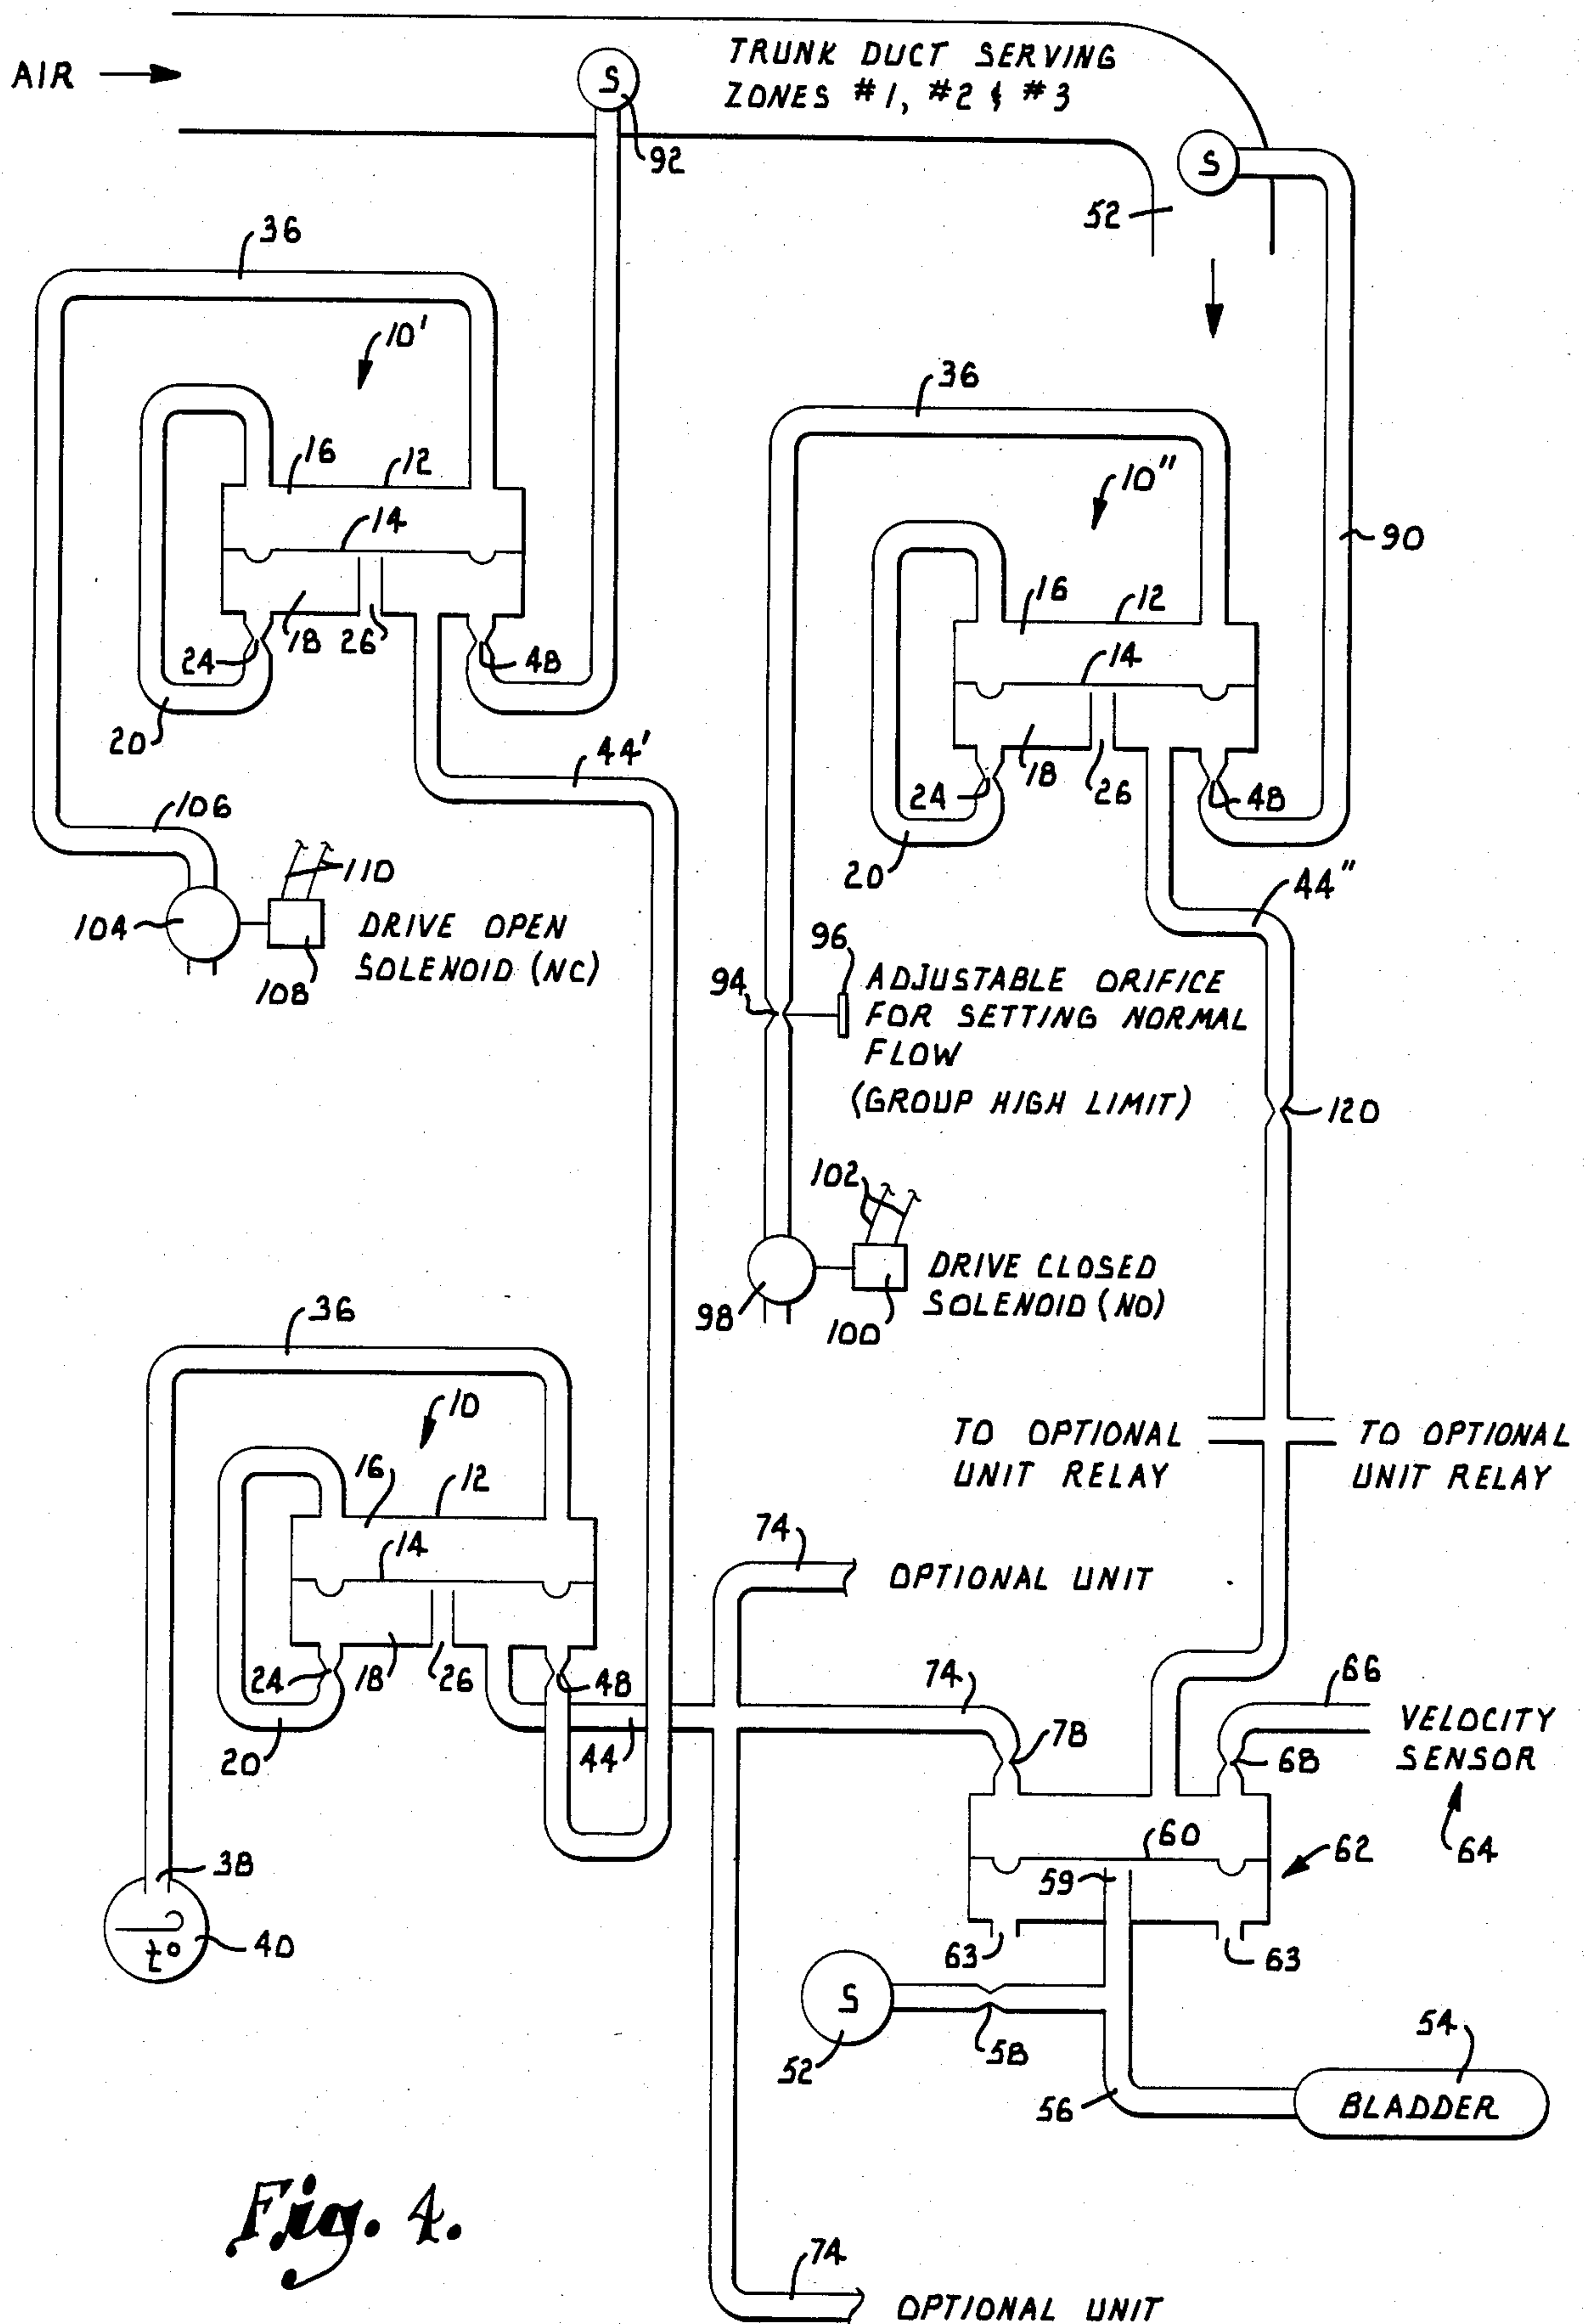 TRUNK DUCT SERVING
ZONES #1, #2 & #3
AIR
S
92
S
52
36
10'
36
16
12
10"
14
90
16
12
24
18
26
48
14
20
44'
24
18
26
48
106
20
110
44"
104
DRIVE OPEN
SOLENOID (NC)
108
96
94
ADJUSTABLE ORIFICE
FOR SETTING NORMAL
FLOW
(GROUP HIGH LIMIT)
120
102
DRIVE CLOSED
SOLENOID (NO)
98
100
36
10
TO OPTIONAL
UNIT RELAY
TO OPTIONAL
UNIT RELAY
16
12
74
14
OPTIONAL UNIT
24
18
26
48
74
66
20
44
78
68
VELOCITY
SENSOR
64
60
62
38
59
t°
40
63
63
S
52
58
54
56
BLADDER
Fig. 4.
74
OPTIONAL UNIT